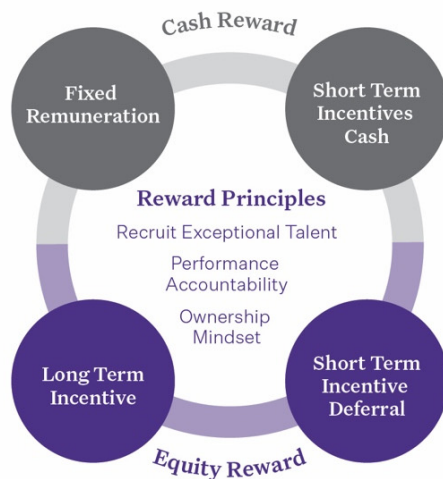 Cash Reward
Fixed
Remuneration
Short Term
Incentives
Cash
Reward Principles
Recruit Exceptional Talent
Performance
Accountability
Ownership
Mindset
Long Term
Incentive
Short Term
Incentive
Deferral
Equity Reward